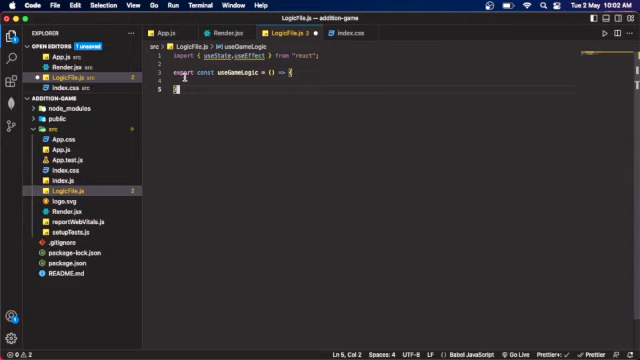 Code File Edit Selection View Go Run Terminal Window Help
Tue 2 May 10:02 AM
LogicFile.js — addition-game
EXPLORER
OPEN EDITORS 1 unsaved
App.js src
Render.jsx src
LogicFile.js src 2
index.css src
ADDITION-GAME
node_modules
public
src
App.css
App.js
App.test.js
index.css
index.js
LogicFile.js 2
logo.svg
Render.jsx
reportWebVitals.js
setupTests.js
.gitignore
package-lock.json
package.json
README.md
App.js
Render.jsx
LogicFile.js 2
index.css
src > LogicFile.js > useGameLogic
1 import { useState,useEffect } from "react";
2
3 export const useGameLogic = () => {
4
5 }
0 2
Ln 5, Col 2 Spaces: 4 UTF-8 LF Babel JavaScript Go Live Prettier+ Prettier